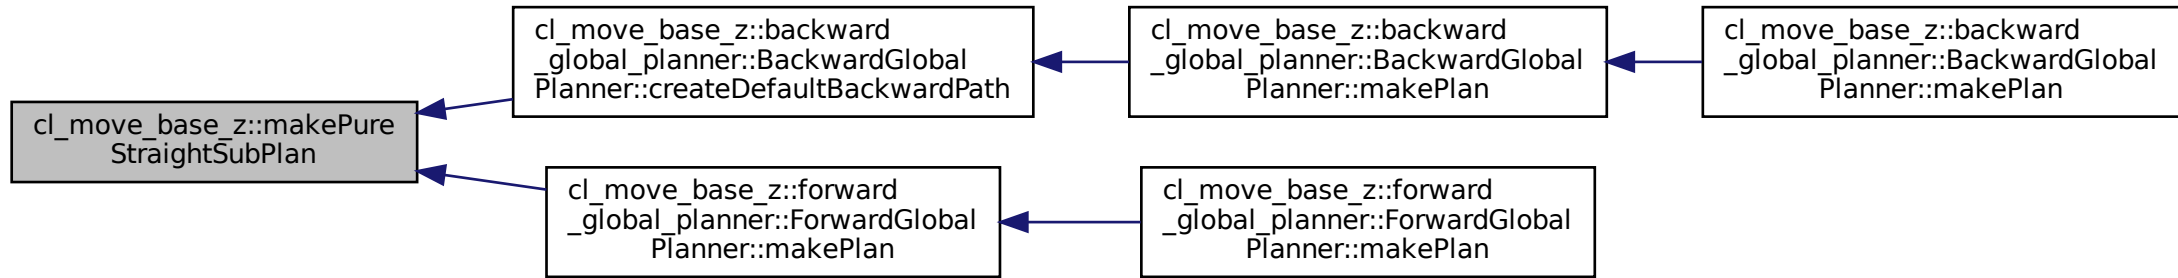 cl_move_base_z::makePure
StraightSubPlan
cl_move_base_z::backward
_global_planner::BackwardGlobal
Planner::createDefaultBackwardPath
cl_move_base_z::backward
_global_planner::BackwardGlobal
Planner::makePlan
cl_move_base_z::backward
_global_planner::BackwardGlobal
Planner::makePlan
cl_move_base_z::forward
_global_planner::ForwardGlobal
Planner::makePlan
cl_move_base_z::forward
_global_planner::ForwardGlobal
Planner::makePlan